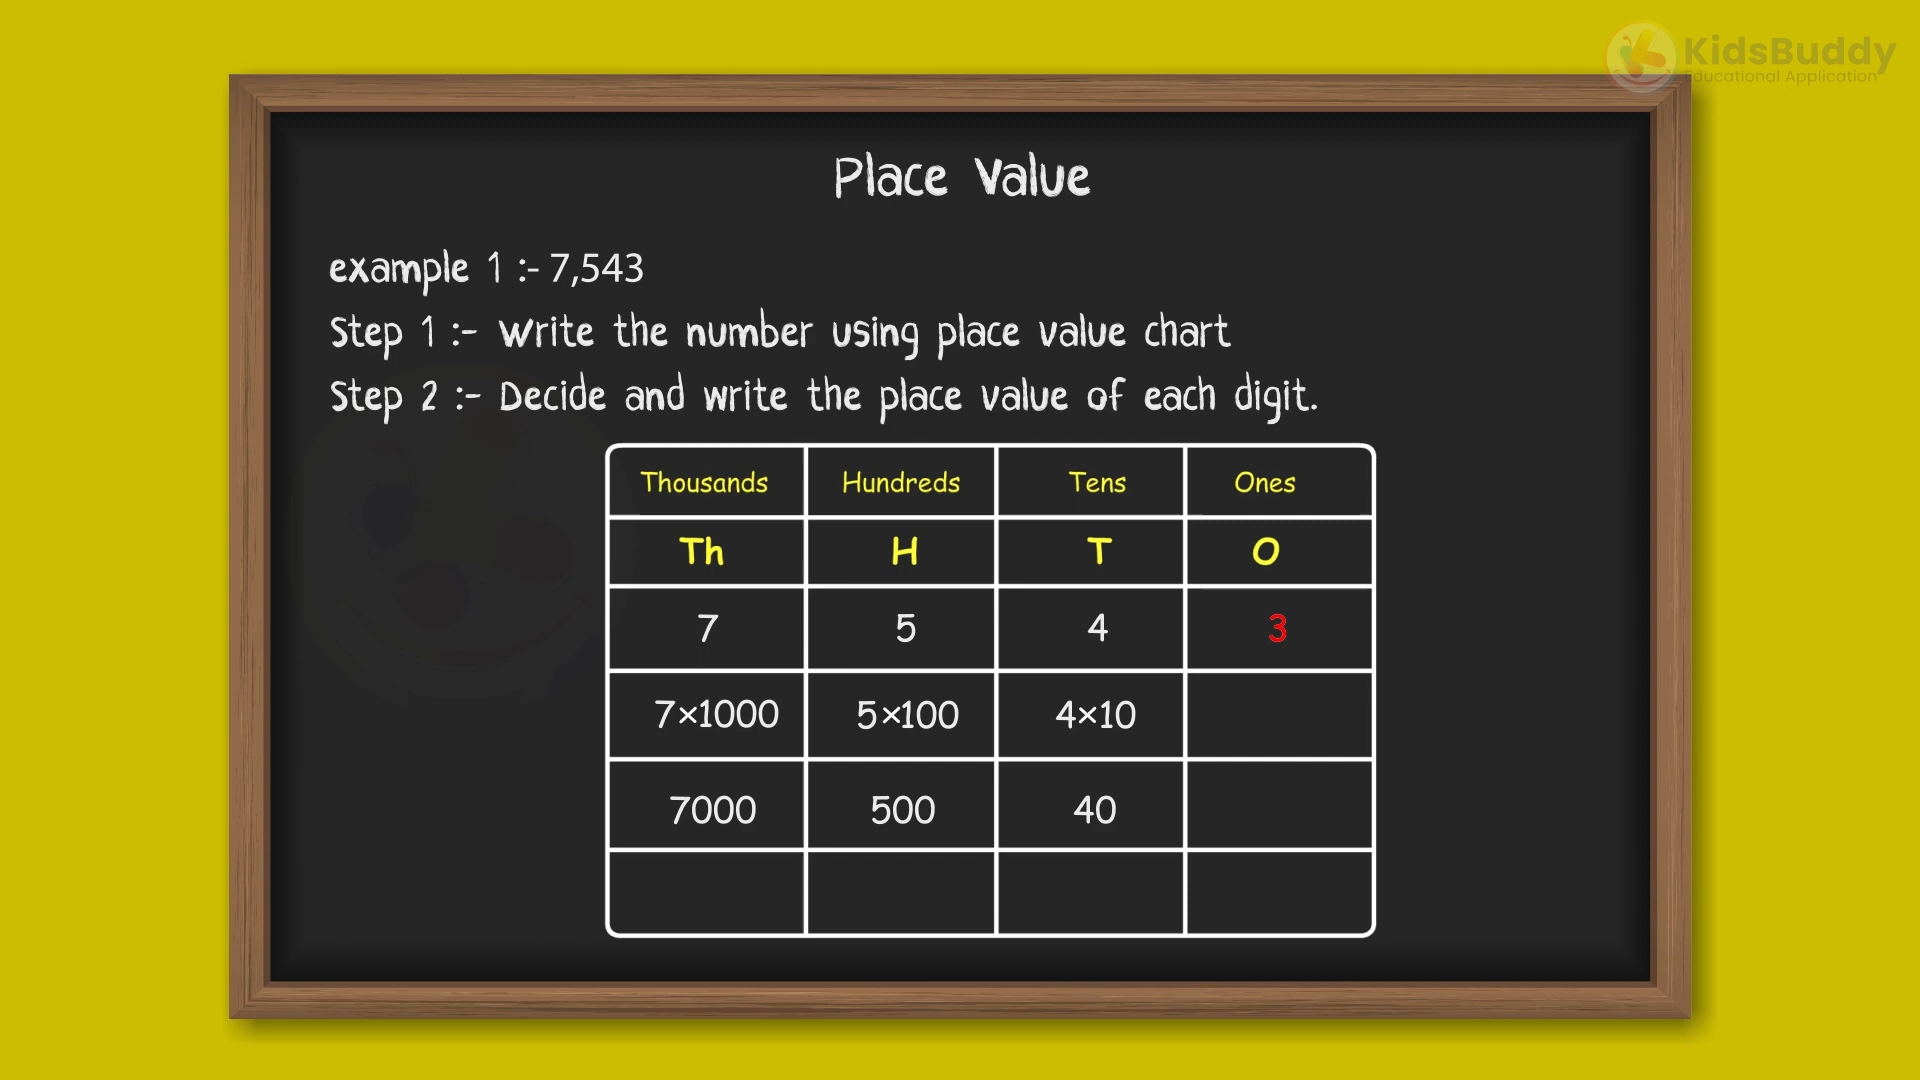 KidsBuddy
Educational Application
Place Value
example 1 :- 7,543
Step 1 :- Write the number using place value chart
Step 2 :- Decide and write the place value of each digit.
Thousands Hundreds Tens Ones
Th H T O
7 5 4 3
7×1000 5×100 4×10
7000 500 40